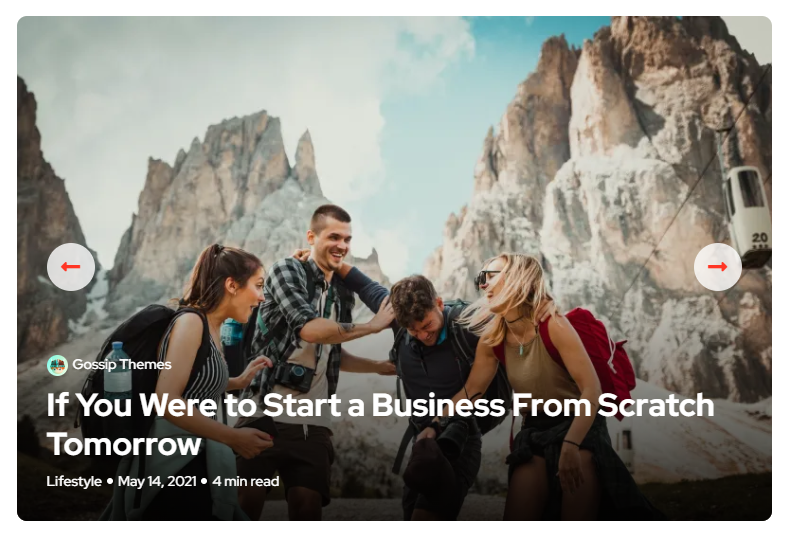 20
Gossip Themes
If You Were to Start a Business From Scratch
Tomorrow
Lifestyle • May 14, 2021 • 4 min read